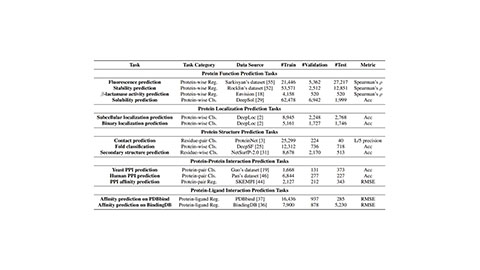 Task Task Category Data Source #Train #Validation #Test Metric
Protein Function Prediction Tasks
Fluorescence prediction Protein-wise Reg. Sarkisyan's dataset [55] 21,446 5,362 27,217 Spearman's ρ
Stability prediction Protein-wise Reg. Rocklin's dataset [52] 53,571 2,512 12,851 Spearman's ρ
β-lactamase activity prediction Protein-wise Reg. Envision [18] 4,158 520 520 Spearman's ρ
Solubility prediction Protein-wise Cls. DeepSol [29] 62,478 6,942 1,999 Acc
Protein Localization Prediction Tasks
Subcellular localization prediction Protein-wise Cls. DeepLoc [2] 8,945 2,248 2,768 Acc
Binary localization prediction Protein-wise Cls. DeepLoc [2] 5,161 1,727 1,746 Acc
Protein Structure Prediction Tasks
Contact prediction Residue-pair Cls. ProteinNet [3] 25,299 224 40 L/5 precision
Fold classification Protein-wise Cls. DeepSF [25] 12,312 736 718 Acc
Secondary structure prediction Residue-wise Cls. NetSurfP-2.0 [31] 8,678 2,170 513 Acc
Protein-Protein Interaction Prediction Tasks
Yeast PPI prediction Protein-pair Cls. Guo's dataset [19] 1,668 131 373 Acc
Human PPI prediction Protein-pair Cls. Pan's dataset [46] 6,844 277 227 Acc
PPI affinity prediction Protein-pair Reg. SKEMPI [44] 2,127 212 343 RMSE
Protein-Ligand Interaction Prediction Tasks
Affinity prediction on PDBbind Protein-ligand Reg. PDBbind [37] 16,436 937 285 RMSE
Affinity prediction on BindingDB Protein-ligand Reg. BindingDB [36] 7,900 878 5,230 RMSE